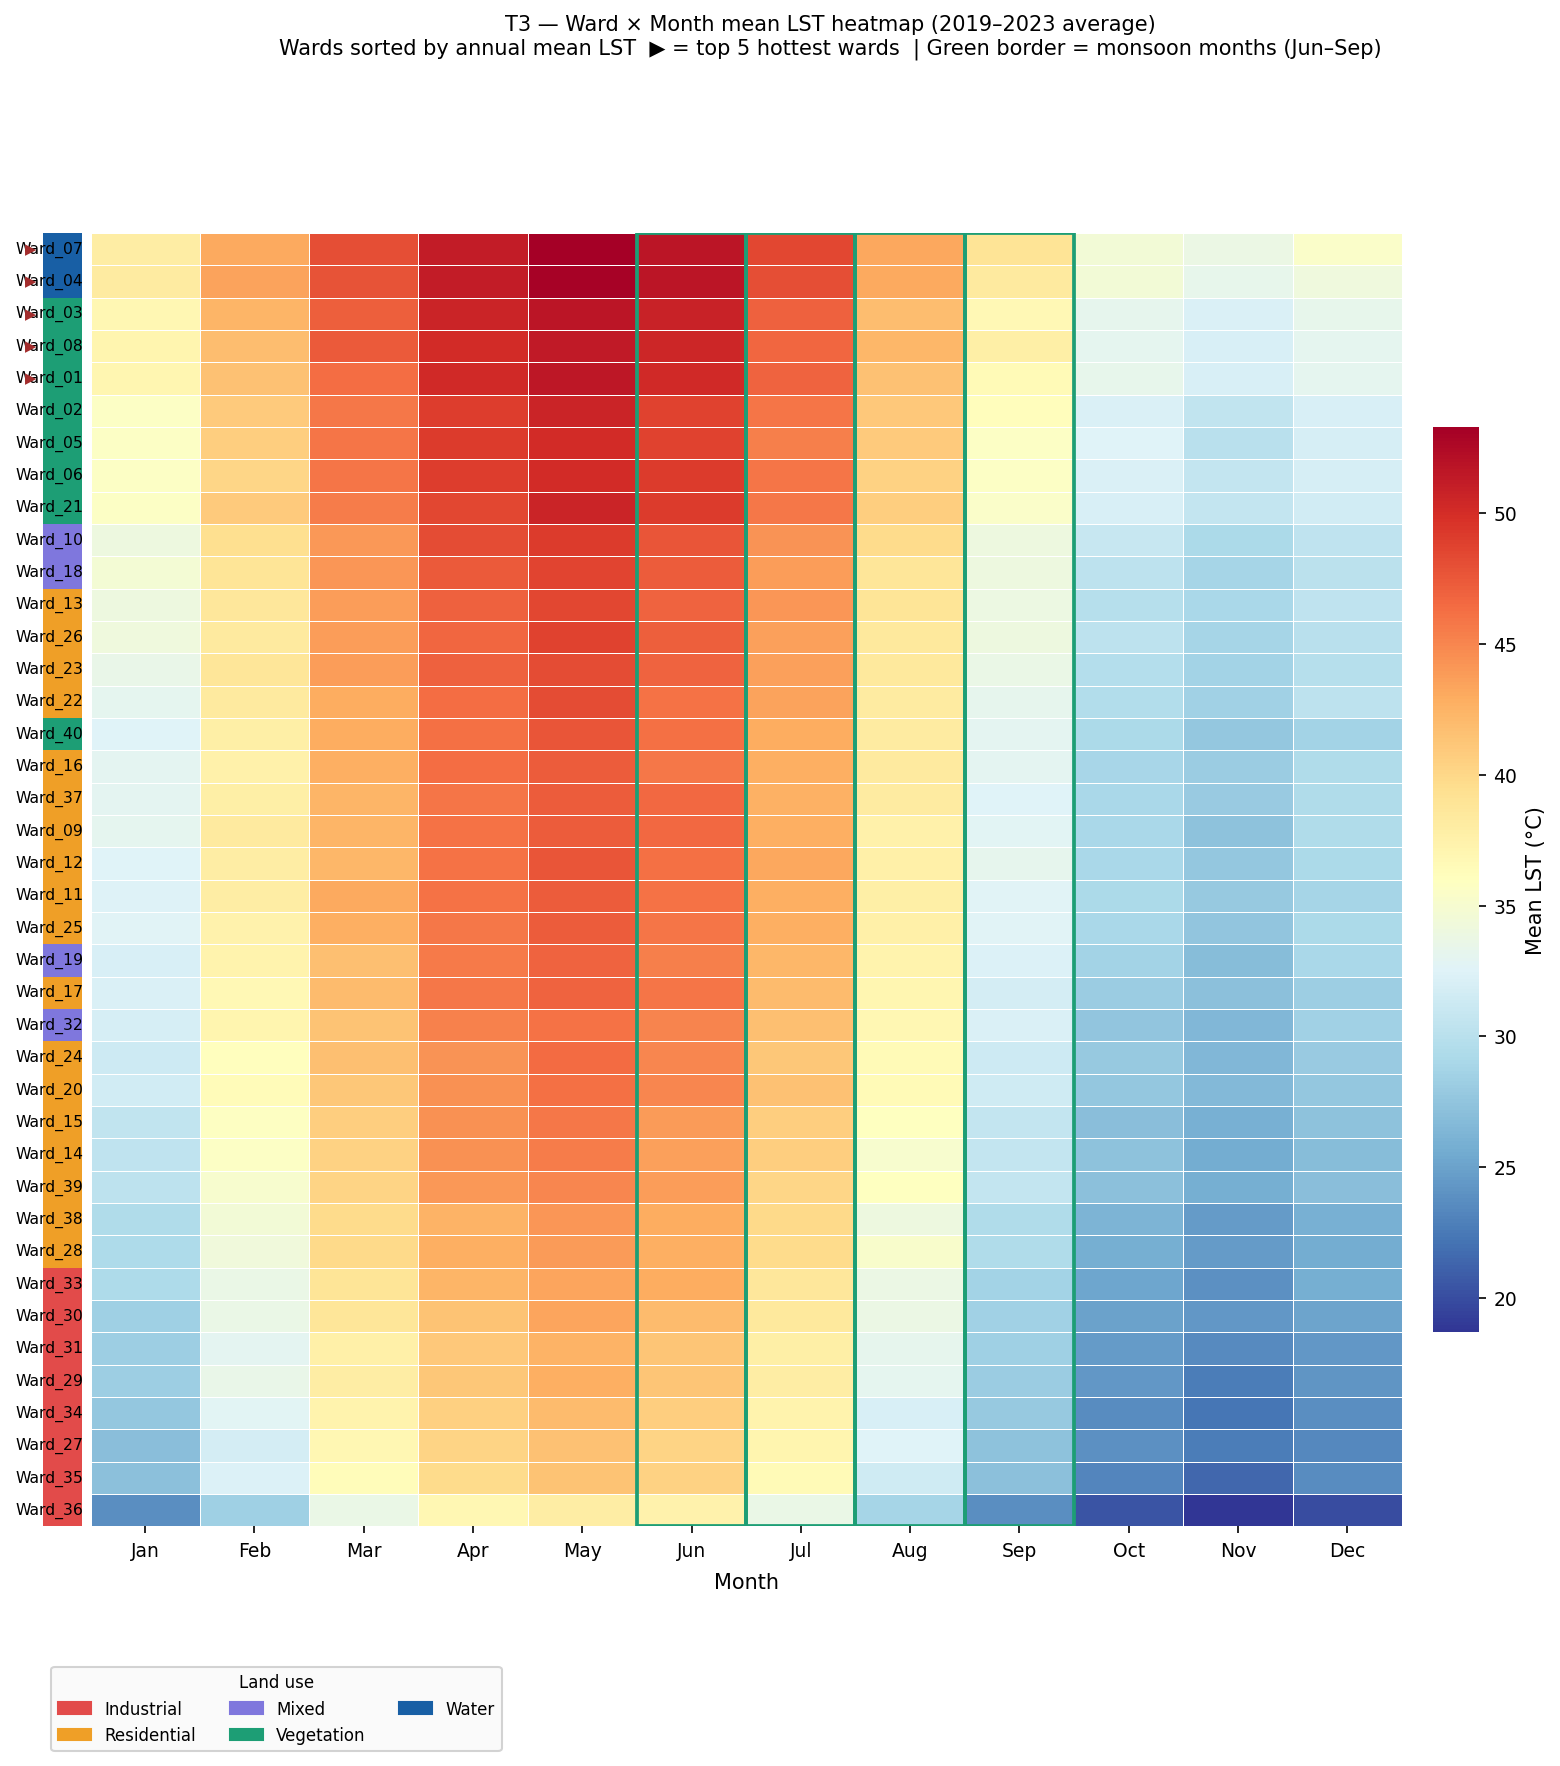 T3 — Ward × Month mean LST heatmap (2019–2023 average)
Wards sorted by annual mean LST ▶ = top 5 hottest wards | Green border = monsoon months (Jun–Sep)
▶ Ward_07
▶ Ward_04
▶ Ward_03
▶ Ward_08
▶ Ward_01
Ward_02
Ward_05
Ward_06
Ward_21
Ward_10
Ward_18
Ward_13
Ward_26
Ward_23
Ward_22
Ward_40
Ward_16
Ward_37
Ward_09
Ward_12
Ward_11
Ward_25
Ward_19
Ward_17
Ward_32
Ward_24
Ward_20
Ward_15
Ward_14
Ward_39
Ward_38
Ward_28
Ward_33
Ward_30
Ward_31
Ward_29
Ward_34
Ward_27
Ward_35
Ward_36
Jan Feb Mar Apr May Jun Jul Aug Sep Oct Nov Dec
Month
50
45
40
35
30
25
20
Mean LST (°C)
Land use
Industrial Mixed Water
Residential Vegetation